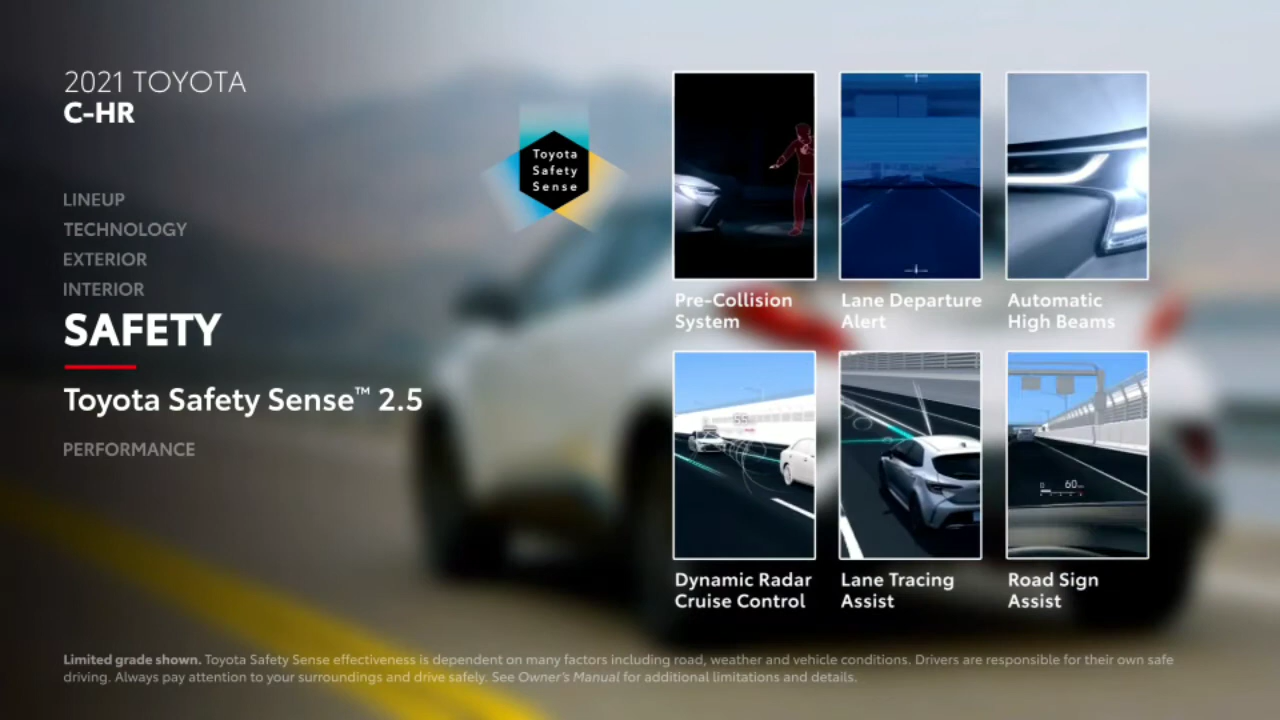 2021 TOYOTA
C-HR
LINEUP
TECHNOLOGY
EXTERIOR
INTERIOR
SAFETY
Toyota Safety Sense™ 2.5
PERFORMANCE
Toyota
Safety
Sense
Pre-Collision
System
Lane Departure
Alert
Automatic
High Beams
55
0 60
Dynamic Radar
Cruise Control
Lane Tracing
Assist
Road Sign
Assist
Limited grade shown. Toyota Safety Sense effectiveness is dependent on many factors including road, weather and vehicle conditions. Drivers are responsible for their own safe
driving. Always pay attention to your surroundings and drive safely. See Owner's Manual for additional limitations and details.